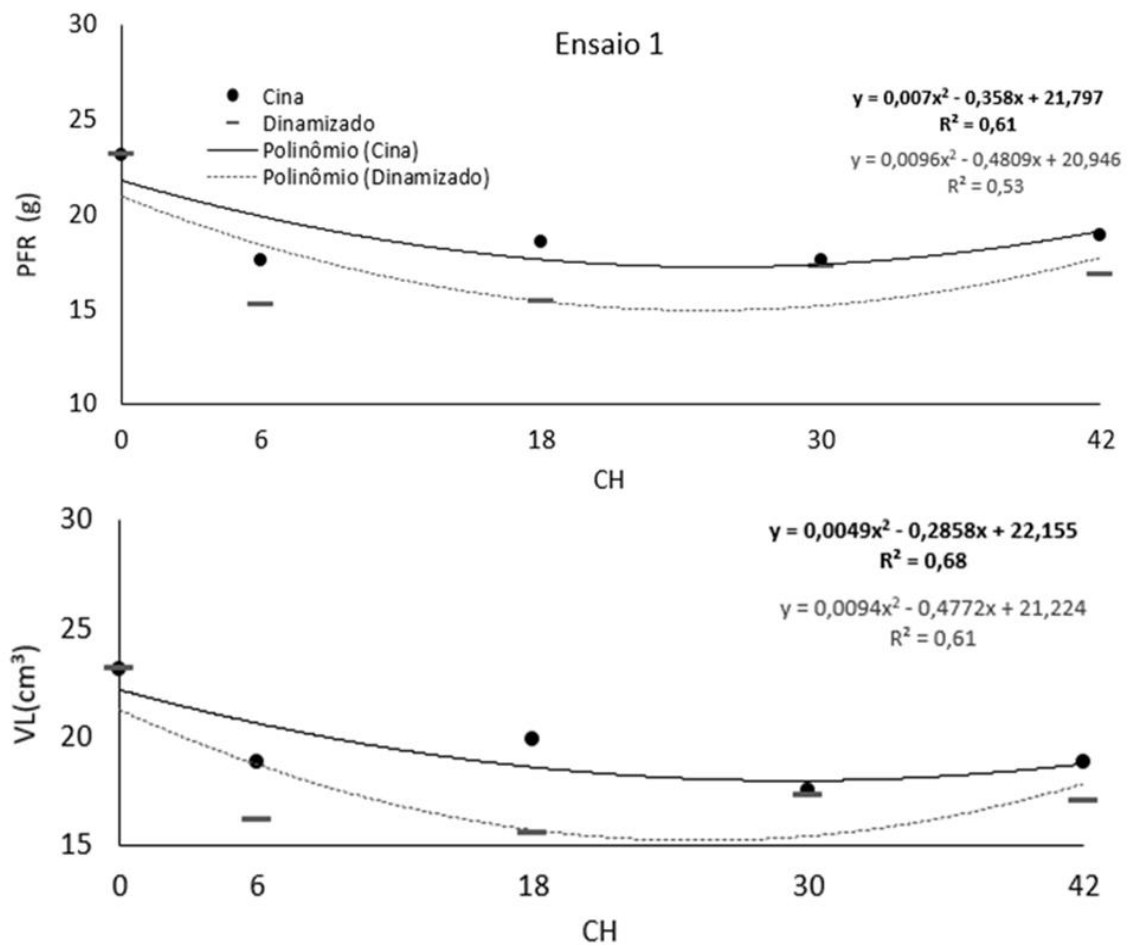 Ensaio 1
30
25
20
15
10
PFR (g)
Cina
Dinamizado
Polinômio (Cina)
Polinômio (Dinamizado)
y = 0,007x² - 0,358x + 21,797
R² = 0,61
y = 0,0096x² - 0,4809x + 20,946
R² = 0,53
0 6 18 30 42
CH
30
25
20
15
VL(cm³)
y = 0,0049x² - 0,2858x + 22,155
R² = 0,68
y = 0,0094x² - 0,4772x + 21,224
R² = 0,61
0 6 18 30 42
CH